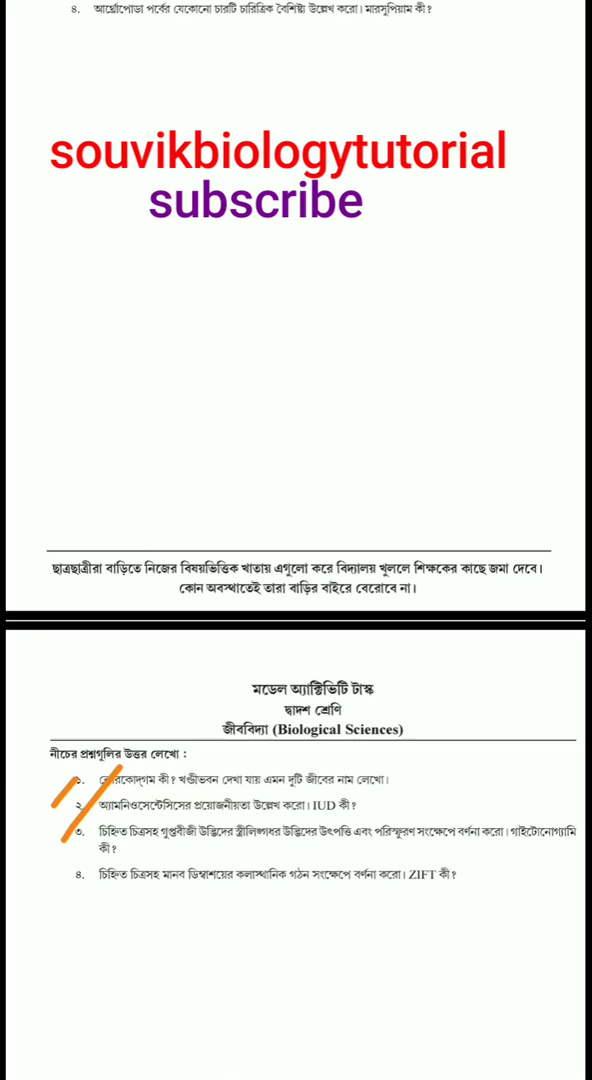 ৪. আর্থ্রোপোডা পর্বের যেকোনো চারটি চারিত্রিক বৈশিষ্ট্য উল্লেখ করো। মারসুপিয়াম কী?
souvikbiologytutorial
subscribe
ছাত্রছাত্রীরা বাড়িতে নিজের বিষয়ভিত্তিক খাতায় এগুলো করে বিদ্যালয় খুললে শিক্ষকের কাছে জমা দেবে।
কোন অবস্থাতেই তারা বাড়ির বাইরে বেরোবে না।
মডেল অ্যাক্টিভিটি টাস্ক
দ্বাদশ শ্রেণি
জীববিদ্যা (Biological Sciences)
নীচের প্রশ্নগুলির উত্তর লেখো :
১. কী? খণ্ডীভবন দেখা যায় এমন দুটি জীবের নাম লেখো।
২. অ্যামনিওসেন্টেসিসের প্রয়োজনীয়তা উল্লেখ করো। IUD কী?
৩. চিহ্নিত চিত্রসহ গুপ্তবীজী উদ্ভিদের স্ত্রীলিঙ্গধর উদ্ভিদের উৎপত্তি এবং পরিস্ফুরণ সংক্ষেপে বর্ণনা করো। গাইটোনোগ্যামি
কী?
৪. চিহ্নিত চিত্রসহ মানব ডিম্বাশয়ের কলাস্থানিক গঠন সংক্ষেপে বর্ণনা করো। ZIFT কী?